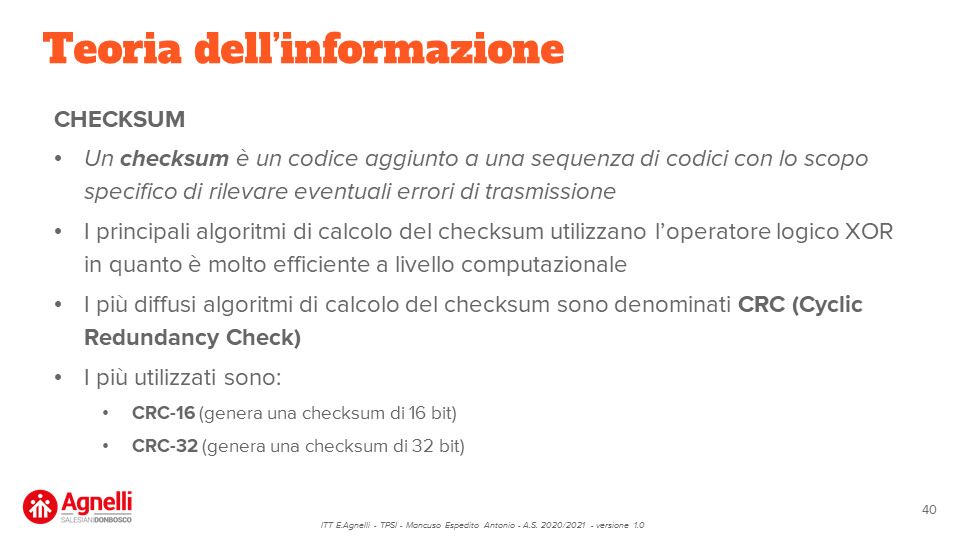 Teoria dell'informazione
CHECKSUM
• Un checksum è un codice aggiunto a una sequenza di codici con lo scopo
specifico di rilevare eventuali errori di trasmissione
• I principali algoritmi di calcolo del checksum utilizzano l'operatore logico XOR
in quanto è molto efficiente a livello computazionale
• I più diffusi algoritmi di calcolo del checksum sono denominati CRC (Cyclic
Redundancy Check)
• I più utilizzati sono:
• CRC-16 (genera una checksum di 16 bit)
• CRC-32 (genera una checksum di 32 bit)
Agnelli
SALESIANIDONBOSCO
ITT E.Agnelli - TPSI - Mancuso Espedito Antonio - A.S. 2020/2021 - versione 1.0
40